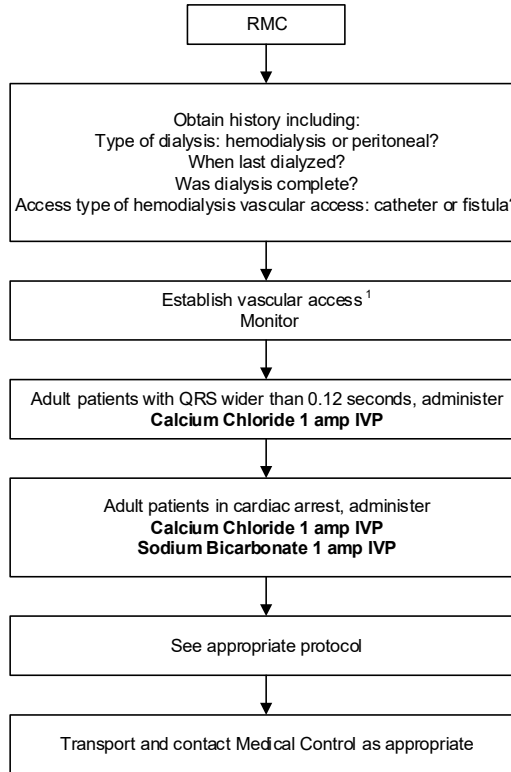 RMC
Obtain history including:
Type of dialysis: hemodialysis or peritoneal?
When last dialyzed?
Was dialysis complete?
Access type of hemodialysis vascular access: catheter or fistula?
Establish vascular access 1
Monitor
Adult patients with QRS wider than 0.12 seconds, administer
Calcium Chloride 1 amp IVP
Adult patients in cardiac arrest, administer
Calcium Chloride 1 amp IVP
Sodium Bicarbonate 1 amp IVP
See appropriate protocol
Transport and contact Medical Control as appropriate